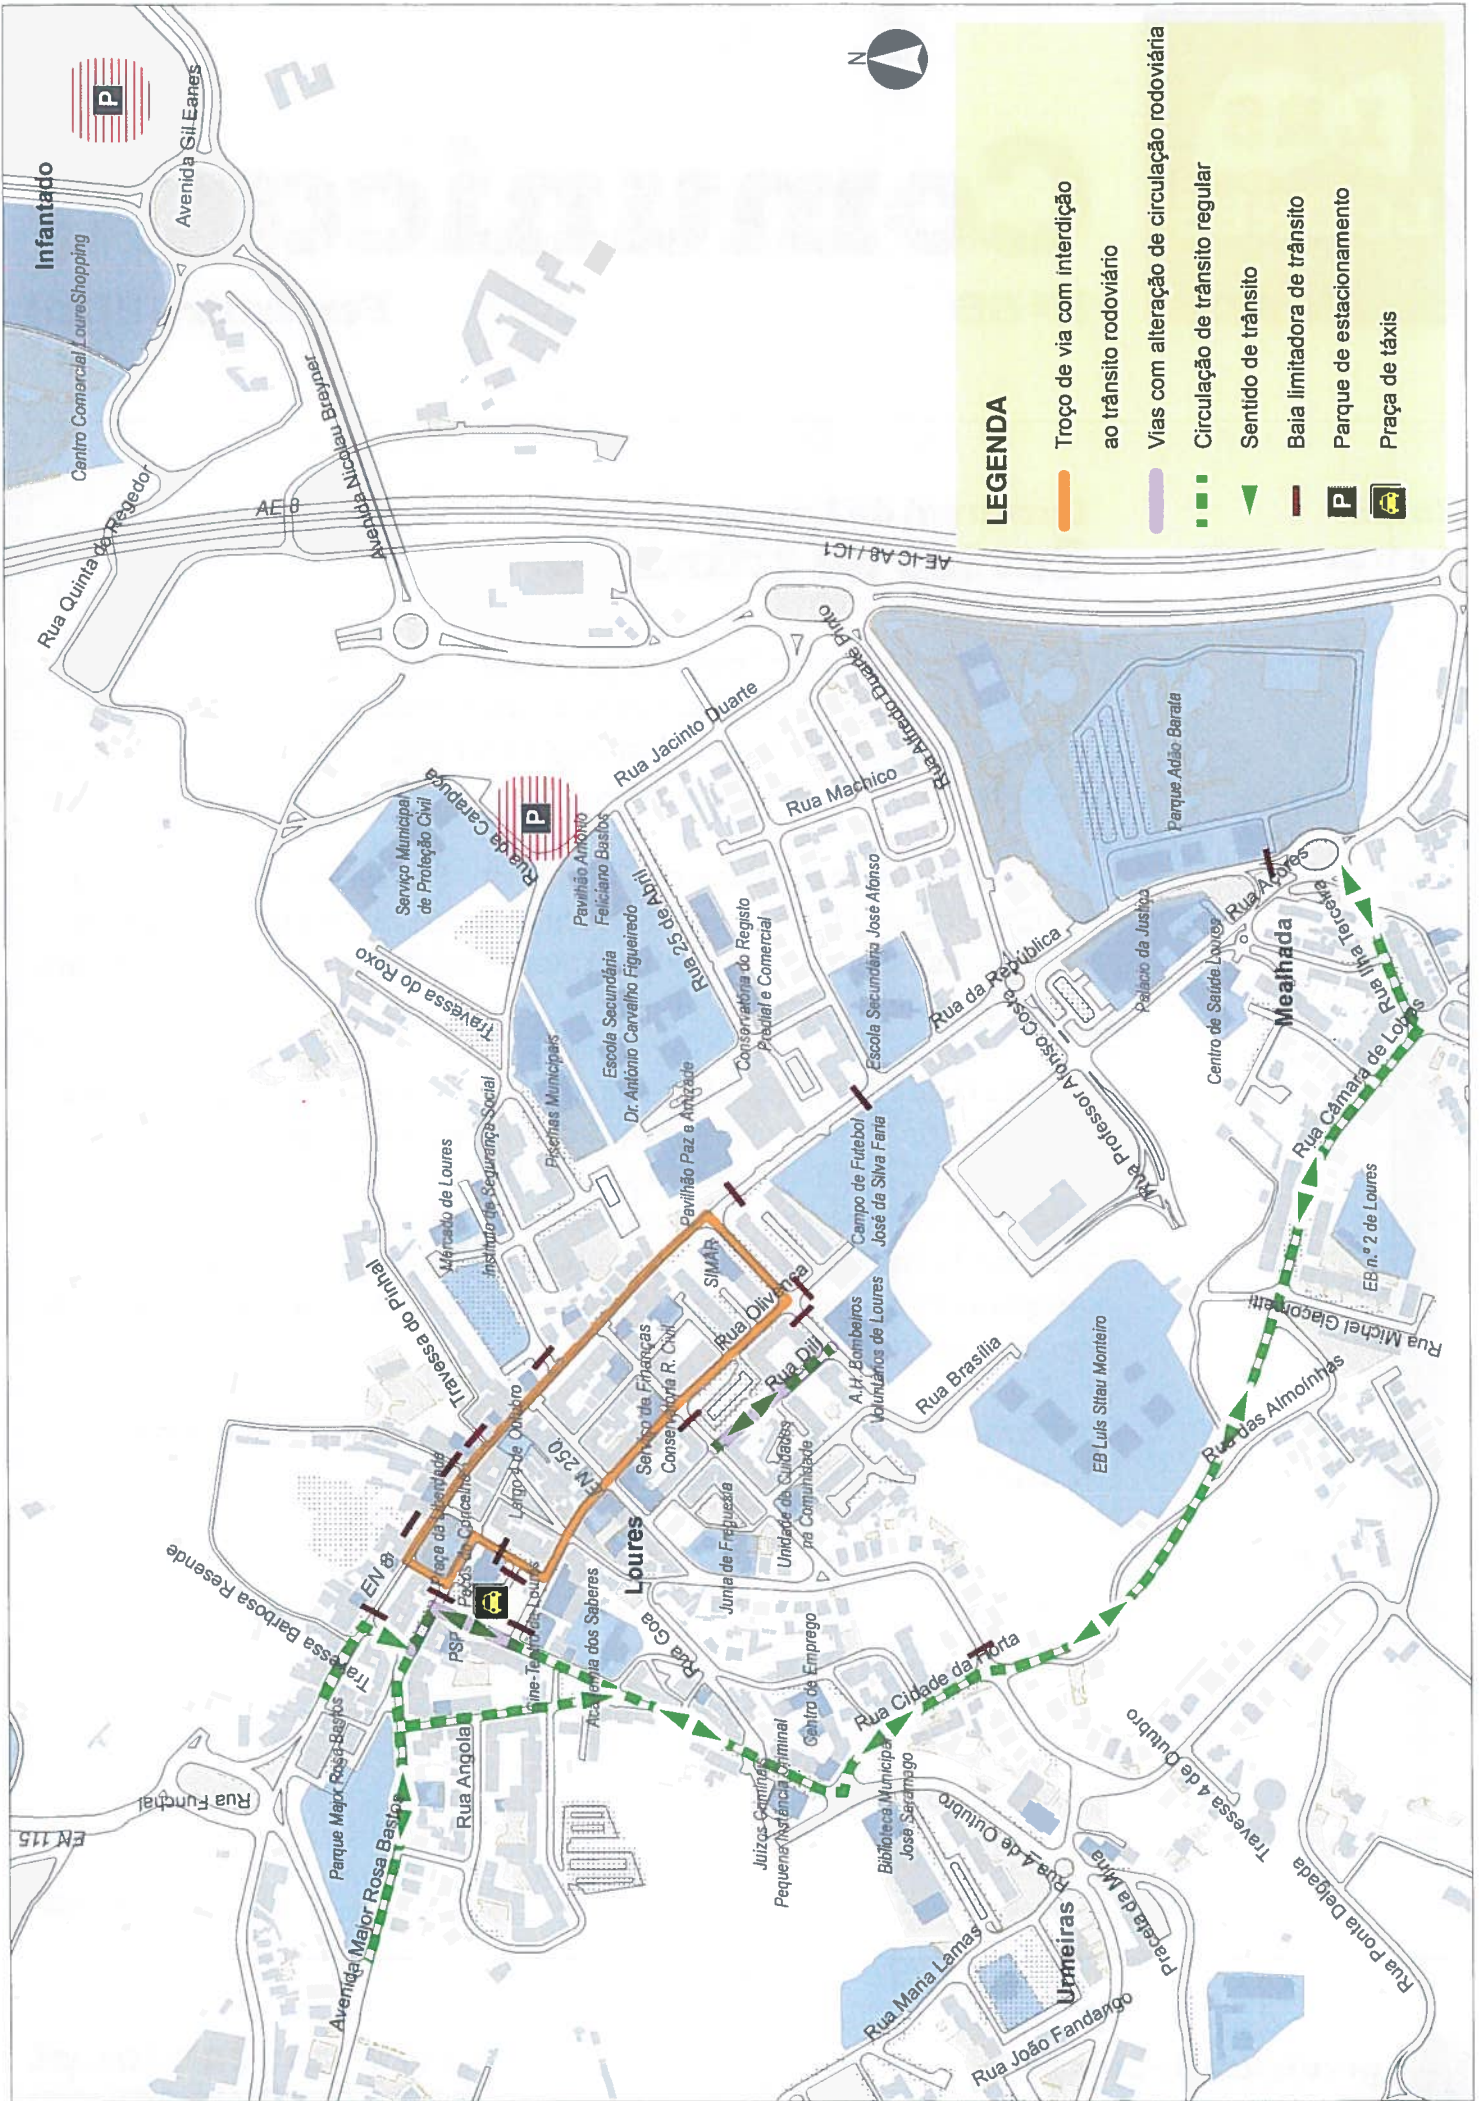 Infantado
Centro Comercial LoureShopping
Avenida Gil Eanes
P
N
Rua Quinta do Regedor
AE 8
Avenida Nicolau Breyner
AE-IC A8 / IC1
LEGENDA
Troço de via com interdição
ao trânsito rodoviário
Vias com alteração de circulação rodoviária
Circulação de trânsito regular
Sentido de trânsito
Baia limitadora de trânsito
P
Parque de estacionamento
Praça de táxis
Serviço Municipal
de Proteção Civil
Rua da Carapuça
P
Pavilhão António
Feliciano Bastos
Rua Jacinto Duarte
Rua Machico
Rua Alfredo Duarte Pinto
Parque Adão Barata
Travessa do Roxo
Escola Secundária
Dr. António Carvalho Figueiredo
Rua 25 de Abril
Conservatória do Registo
Predial e Comercial
Escola Secundária José Afonso
Rua da República
Palácio da Justiça
Centro de Saúde Loures
Rua Açores
Mealhada
Rua Ilha Terceira
Rua Câmara de Lobos
Piscinas Municipais
Instituto de Segurança Social
Mercado de Loures
Travessa do Pinhal
Pavilhão Paz e Amizade
SIMAR
Campo de Futebol
José da Silva Faria
Rua Professor Afonso Costa
EB n.º 2 de Loures
Rua Michel Giacometti
Rua das Almoínhas
Rua Olivença
Rua Dili
A.H. Bombeiros
Voluntários de Loures
Rua Brasília
EB Luís Sttau Monteiro
Serviço de Finanças
Conservatória R. Civil
EN 250
Largo 4 de Outubro
Praça da Liberdade
Paços do Concelho
EN 8
Travessa Barbosa Resende
Loures
Junta de Freguesia
Unidade de Cuidados
na Comunidade
PSP
Cine-Teatro de Loures
Academia dos Saberes
Rua Goa
Centro de Emprego
Rua Cidade da Horta
Parque Major Rosa Bastos
Rua Funchal
EN 115
Avenida Major Rosa Bastos
Rua Angola
Juízos Criminais
Pequena Instância Criminal
Biblioteca Municipal
José Saramago
Rua 4 de Outubro
Travessa 4 de Outubro
Rua Ponta Delgada
Praceta da Mina
Urmeiras
Rua Maria Lamas
Rua João Fandango